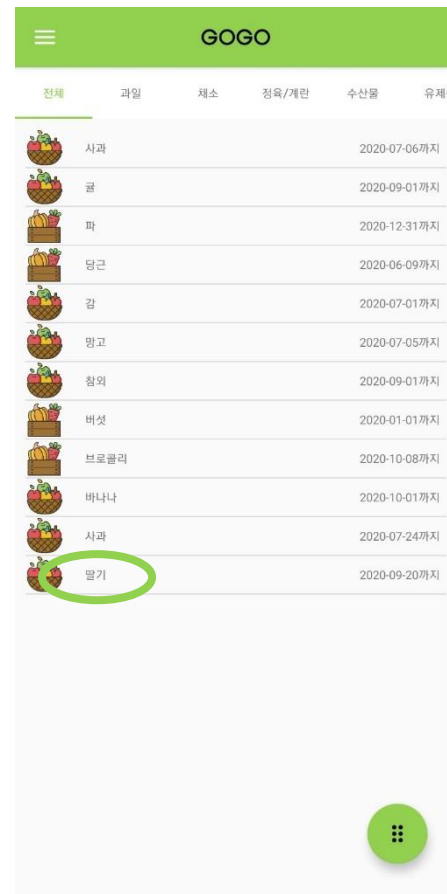 GOGO
전체 과일 채소 정육/계란 수산물 유제
사과 2020-07-06까지
귤 2020-09-01까지
파 2020-12-31까지
당근 2020-06-09까지
감 2020-07-01까지
망고 2020-07-05까지
참외 2020-09-01까지
버섯 2020-01-01까지
브로콜리 2020-10-08까지
바나나 2020-10-01까지
사과 2020-07-24까지
딸기 2020-09-20까지